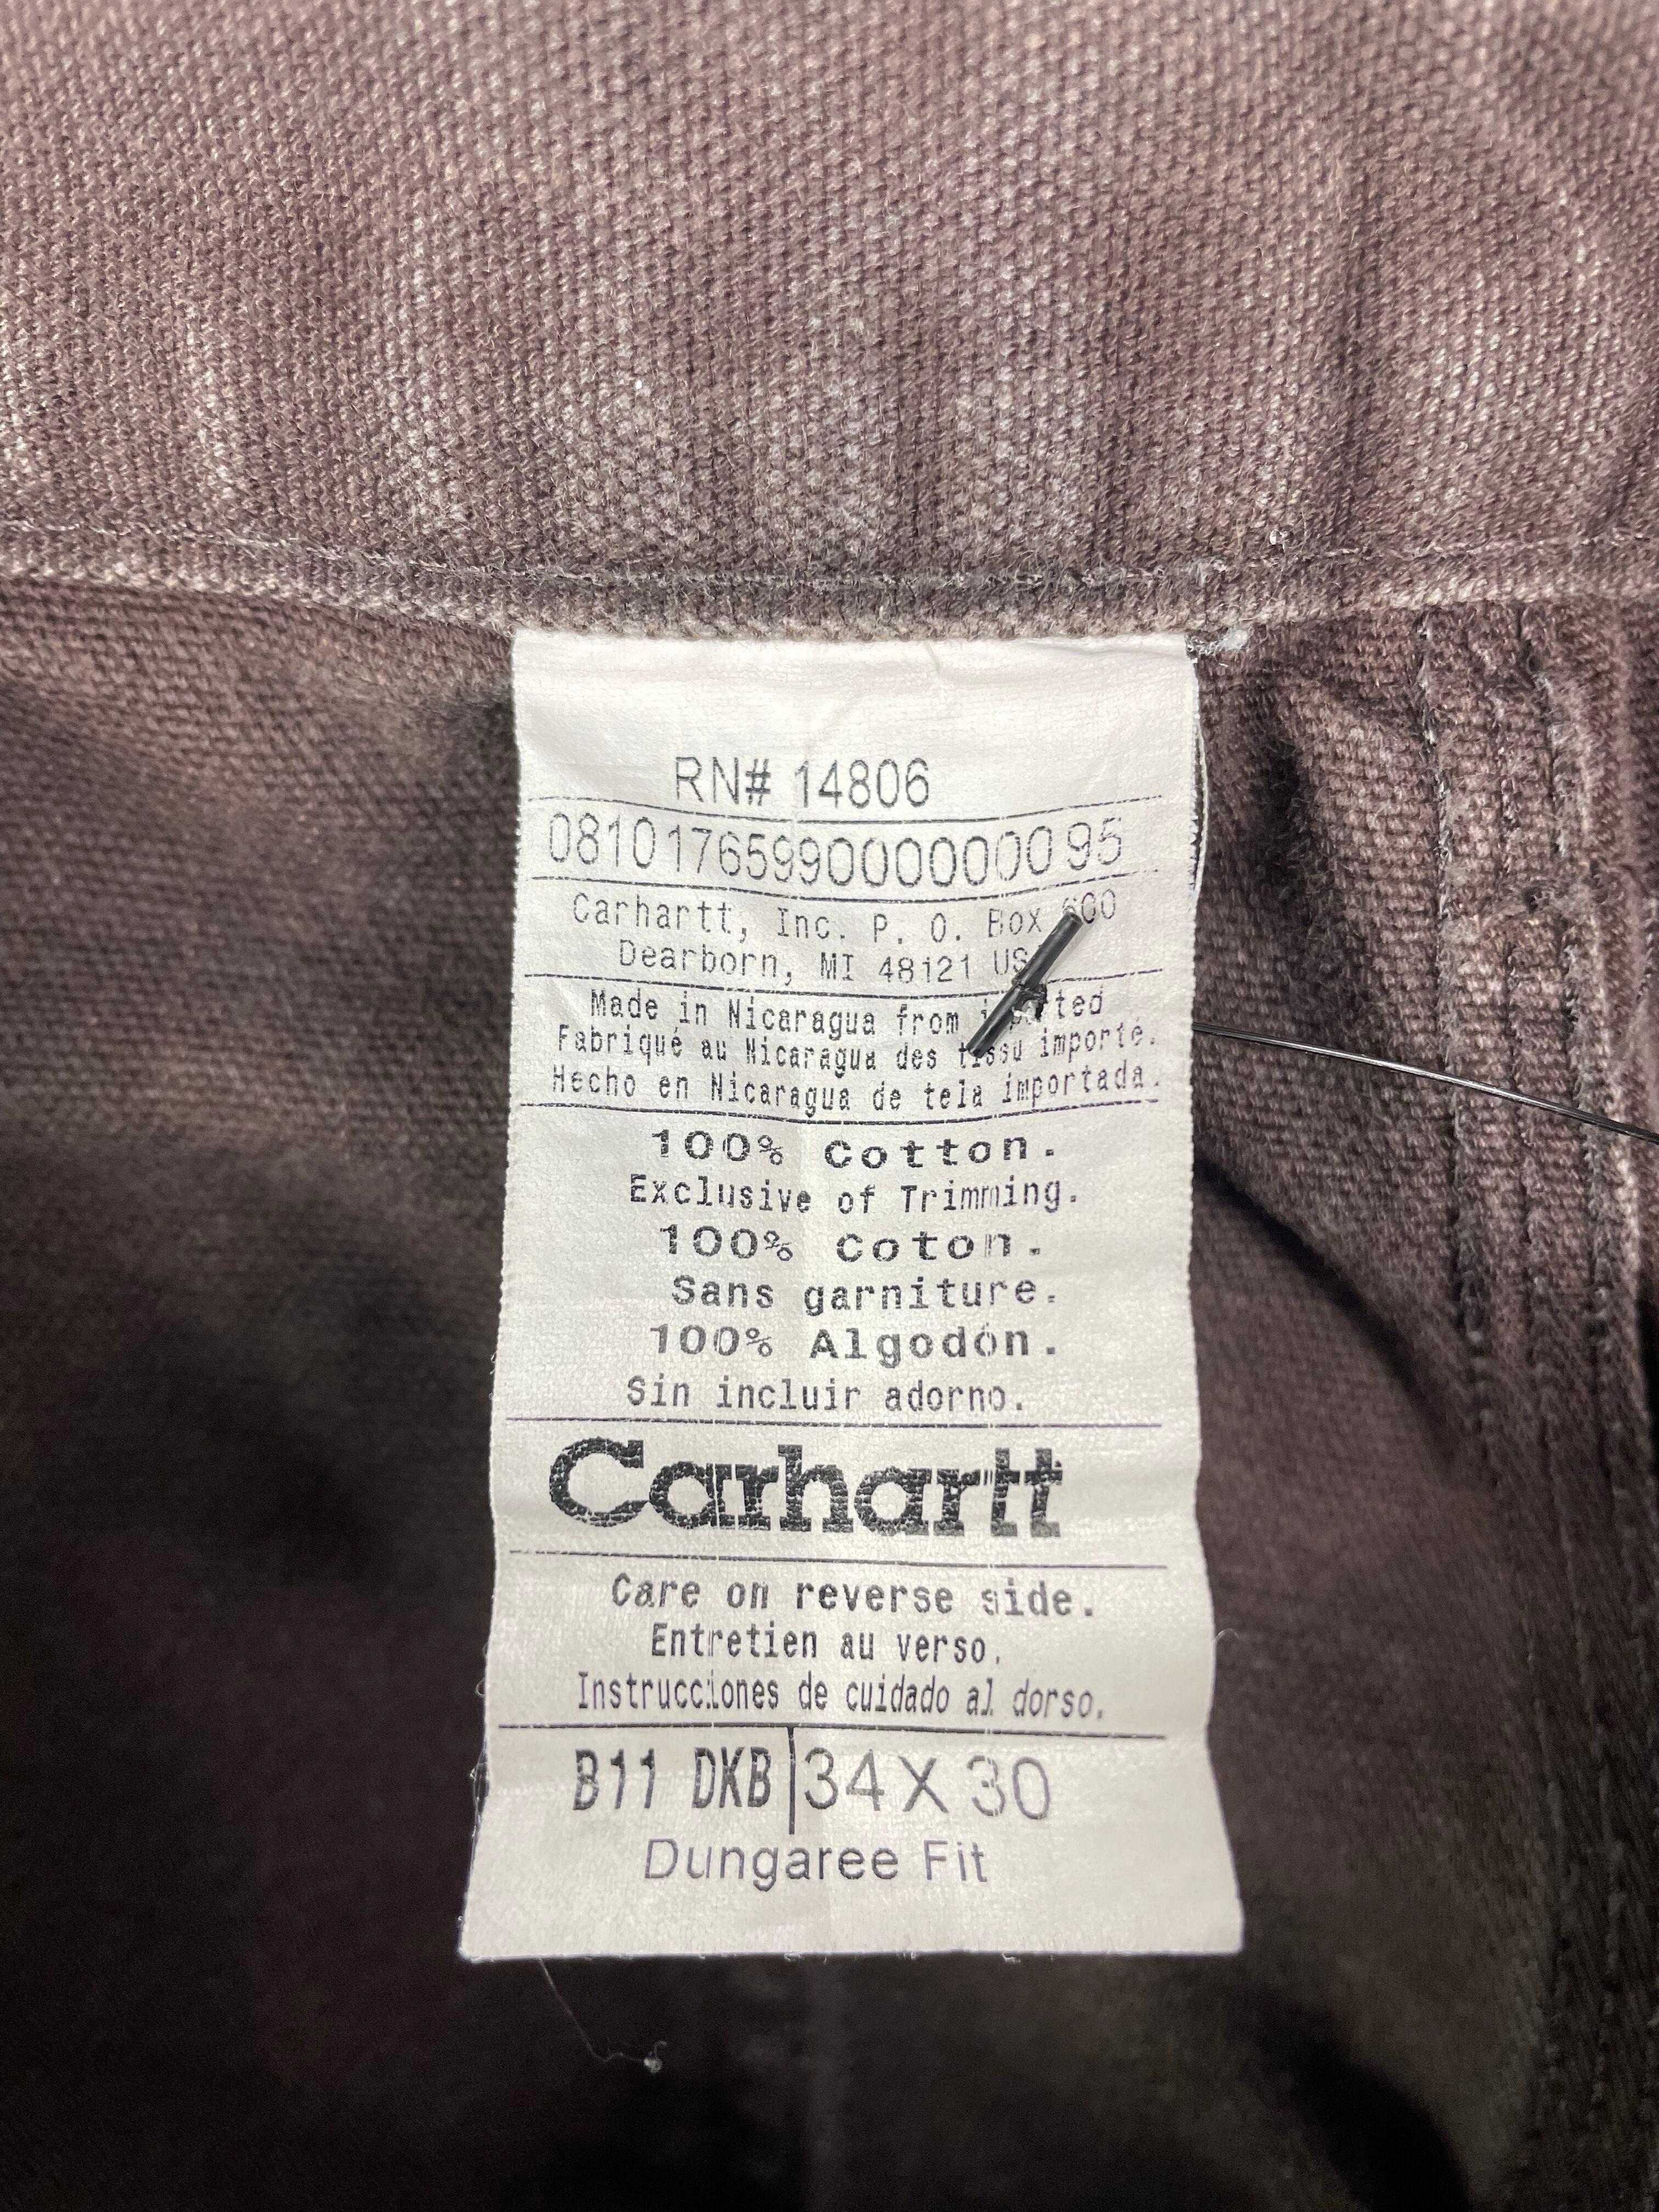 RN# 14806
0810176599000000095
Carhartt, Inc. P. O. Box 600
Dearborn, MI 48121
Made in Nicaragua from
Fabriqué au Nicaragua des tissu importé.
Hecho en Nicaragua de tela importada.
100% Cotton.
Exclusive of Trimming.
100% Coton.
Sans garniture.
100% Algodón.
Sin incluir adorno.
Carhartt
Care on reverse side.
Entretien au verso.
Instrucciones de cuidado al dorso.
B11 DKB 34 X 30
Dungaree Fit